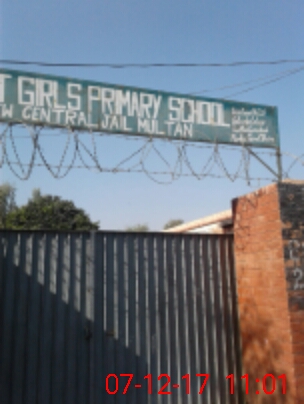 T GIRLS PRIMARY SCHOOL
W CENTRAL JAIL MULTAN
07-12-17 11:01